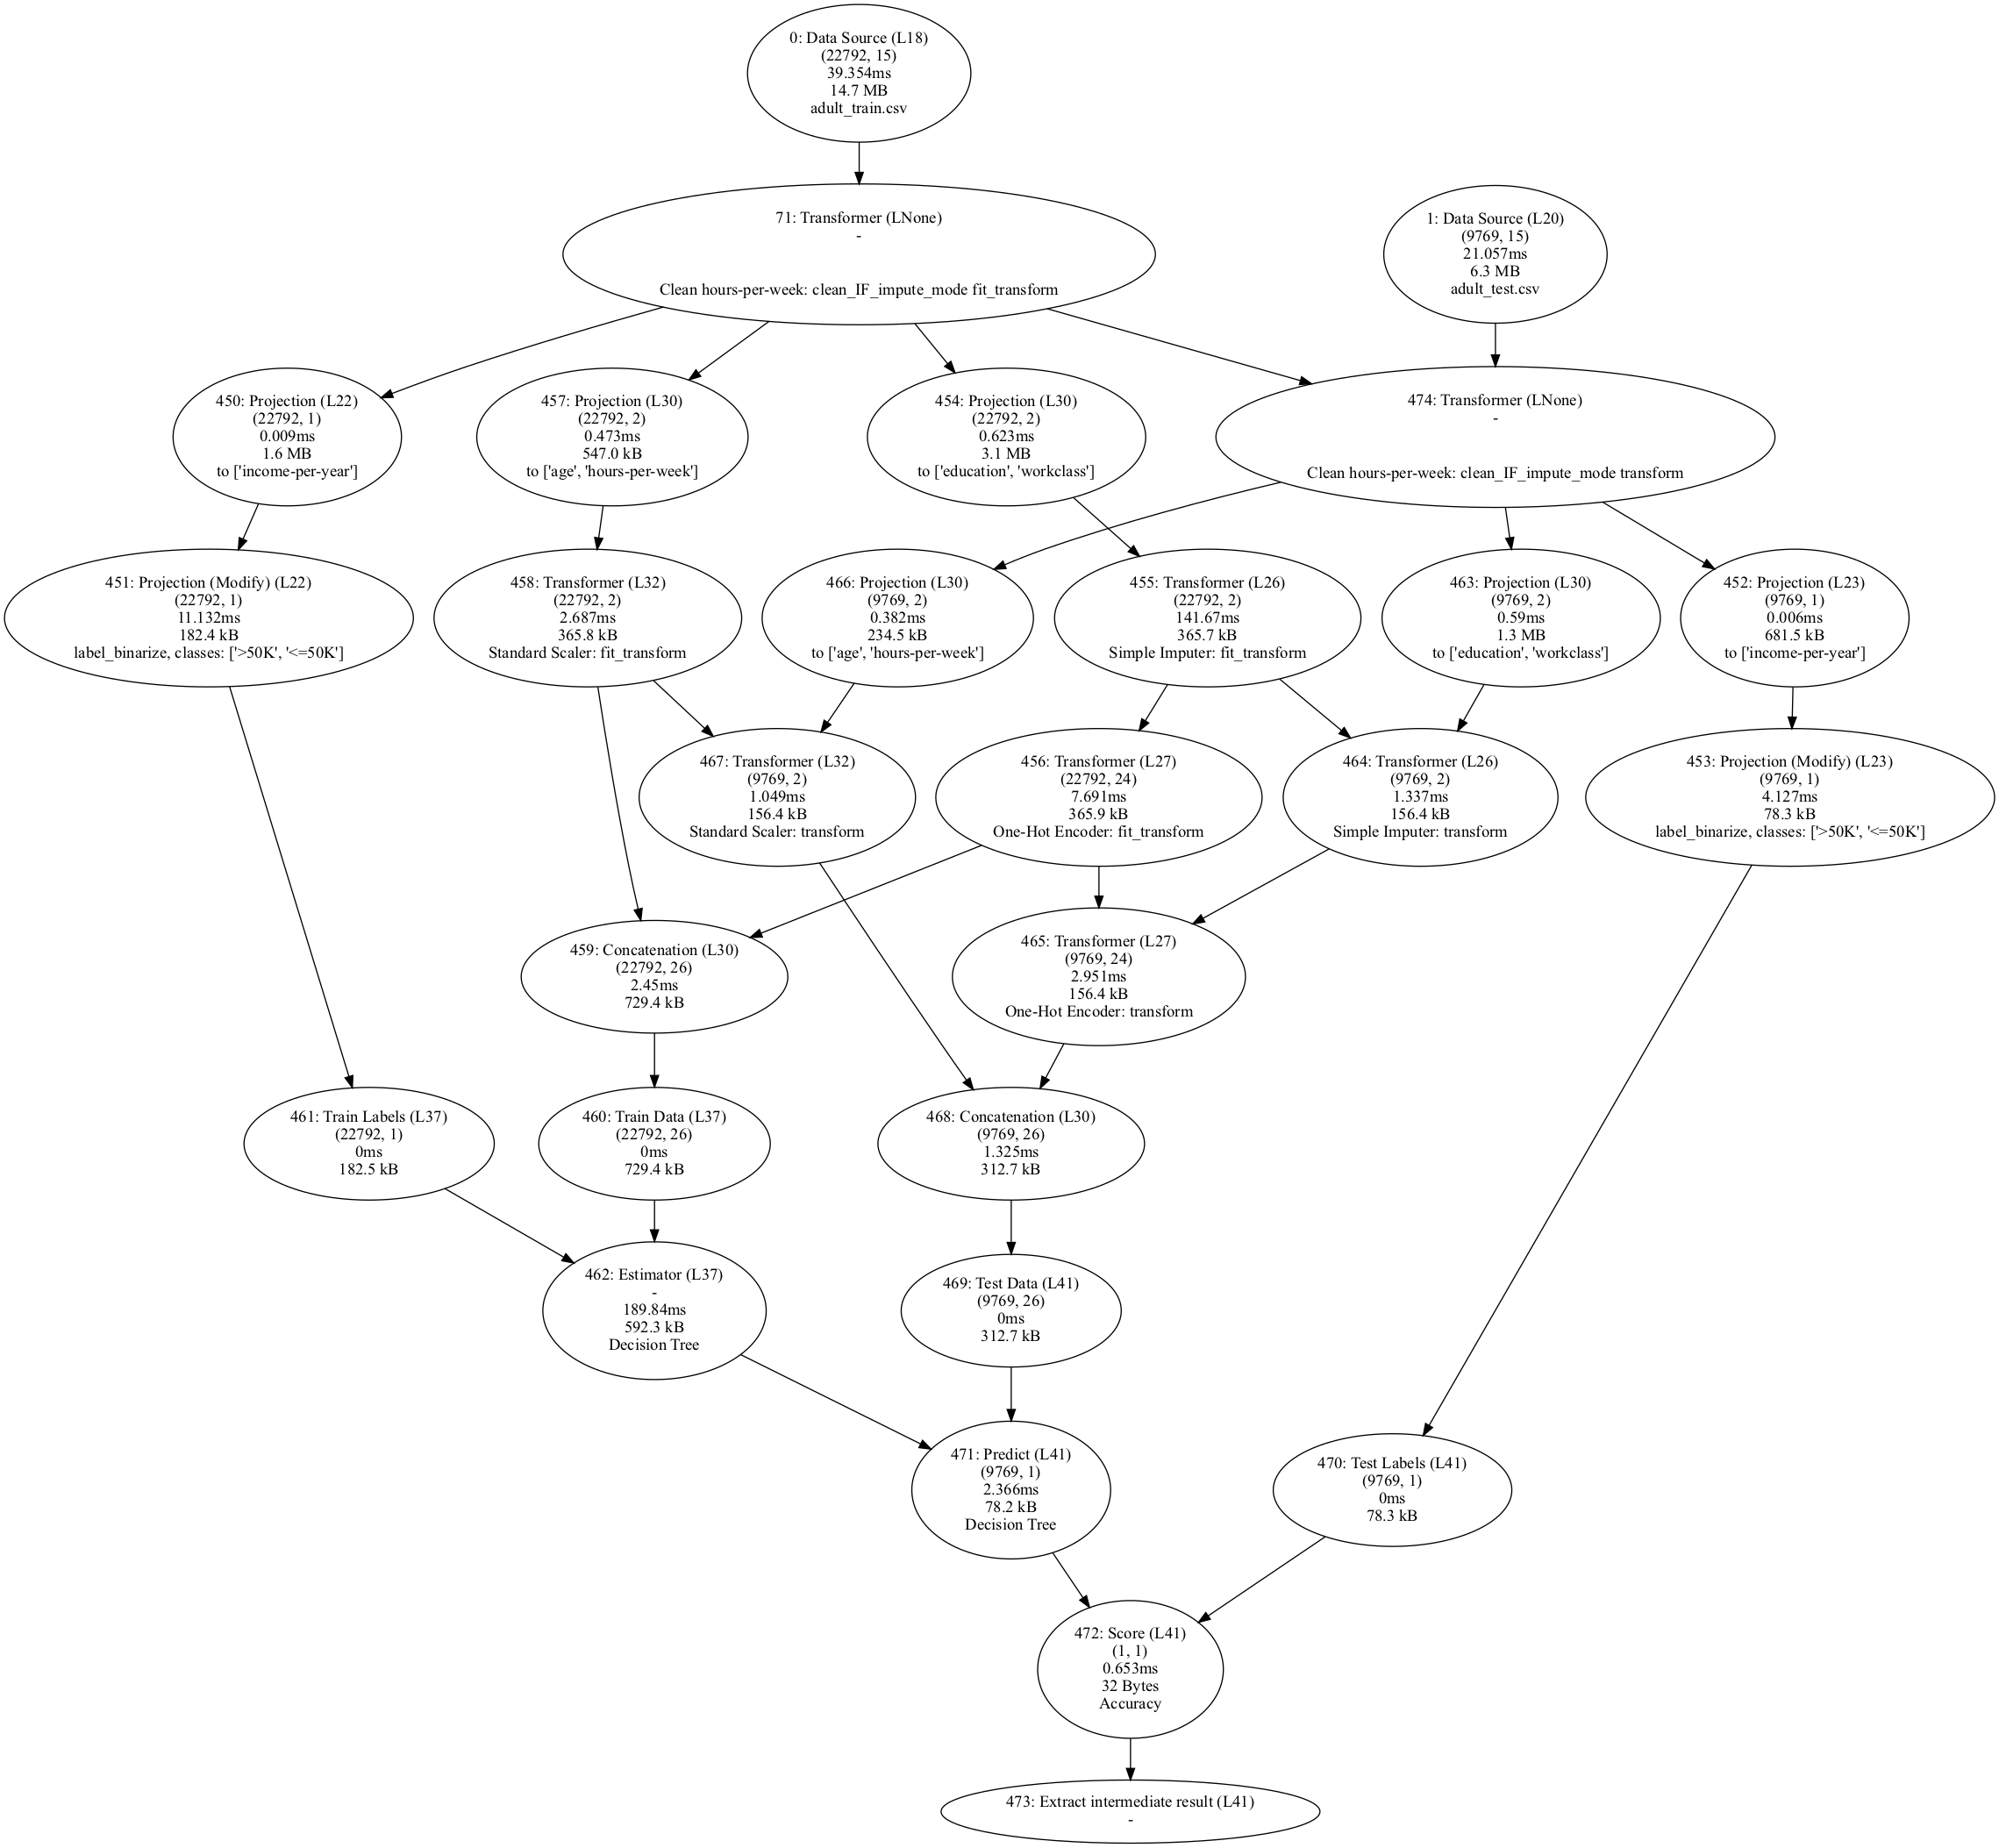 0: Data Source (L18)
(22792, 15)
39.354ms
14.7 MB
adult_train.csv
71: Transformer (LNone)
-
Clean hours-per-week: clean_IF_impute_mode fit_transform
1: Data Source (L20)
(9769, 15)
21.057ms
6.3 MB
adult_test.csv
450: Projection (L22)
(22792, 1)
0.009ms
1.6 MB
to ['income-per-year']
457: Projection (L30)
(22792, 2)
0.473ms
547.0 kB
to ['age', 'hours-per-week']
454: Projection (L30)
(22792, 2)
0.623ms
3.1 MB
to ['education', 'workclass']
474: Transformer (LNone)
-
Clean hours-per-week: clean_IF_impute_mode transform
451: Projection (Modify) (L22)
(22792, 1)
11.132ms
182.4 kB
label_binarize, classes: ['>50K', '<=50K']
458: Transformer (L32)
(22792, 2)
2.687ms
365.8 kB
Standard Scaler: fit_transform
466: Projection (L30)
(9769, 2)
0.382ms
234.5 kB
to ['age', 'hours-per-week']
455: Transformer (L26)
(22792, 2)
141.67ms
365.7 kB
Simple Imputer: fit_transform
463: Projection (L30)
(9769, 2)
0.59ms
1.3 MB
to ['education', 'workclass']
452: Projection (L23)
(9769, 1)
0.006ms
681.5 kB
to ['income-per-year']
467: Transformer (L32)
(9769, 2)
1.049ms
156.4 kB
Standard Scaler: transform
456: Transformer (L27)
(22792, 24)
7.691ms
365.9 kB
One-Hot Encoder: fit_transform
464: Transformer (L26)
(9769, 2)
1.337ms
156.4 kB
Simple Imputer: transform
453: Projection (Modify) (L23)
(9769, 1)
4.127ms
78.3 kB
label_binarize, classes: ['>50K', '<=50K']
459: Concatenation (L30)
(22792, 26)
2.45ms
729.4 kB
465: Transformer (L27)
(9769, 24)
2.951ms
156.4 kB
One-Hot Encoder: transform
461: Train Labels (L37)
(22792, 1)
0ms
182.5 kB
460: Train Data (L37)
(22792, 26)
0ms
729.4 kB
468: Concatenation (L30)
(9769, 26)
1.325ms
312.7 kB
462: Estimator (L37)
-
189.84ms
592.3 kB
Decision Tree
469: Test Data (L41)
(9769, 26)
0ms
312.7 kB
471: Predict (L41)
(9769, 1)
2.366ms
78.2 kB
Decision Tree
470: Test Labels (L41)
(9769, 1)
0ms
78.3 kB
472: Score (L41)
(1, 1)
0.653ms
32 Bytes
Accuracy
473: Extract intermediate result (L41)
-